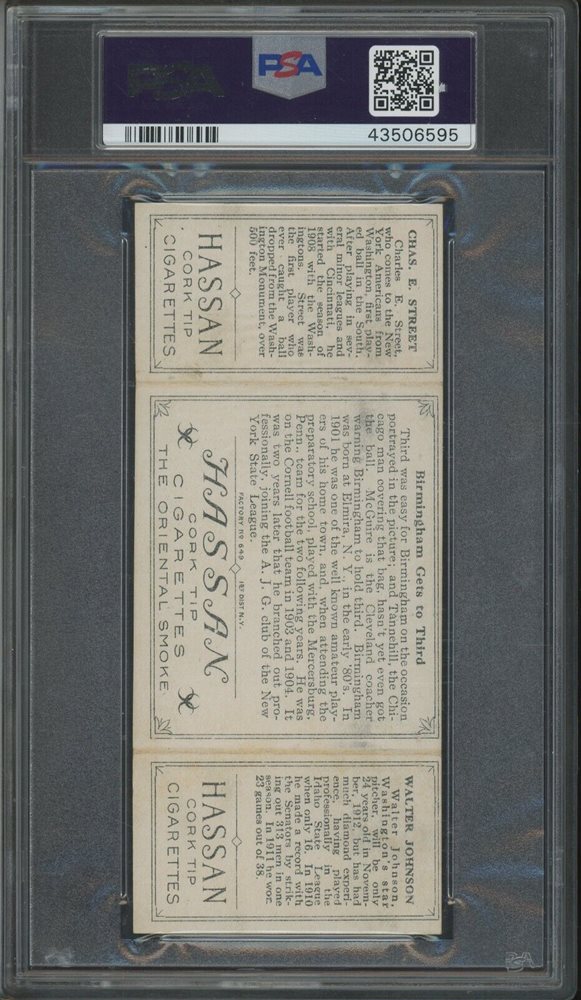 PSA
43506595
CHAS. E. STREET
Charles E. Street,
who comes to the New
York Americans from
Washington, first play-
ed ball in the South.
After playing in sev-
eral minor leagues and
with Cincinnati, he
started the season of
1908 with the Wash-
ingtons. Street was
the first player who
ever caught a ball
dropped from the Wash-
ington Monument, over
500 feet.
HASSAN
CORK TIP
CIGARETTES
Birmingham Gets to Third
Third was easy for Birmingham on the occasion
portrayed in the picture; and Tannehill, the Chi-
cago man covering that bag, hasn't yet even got
the ball. McGuire is the Cleveland coacher
warning Birmingham to hold third. Birmingham
was born at Elmira, N. Y., in the early '80's. In
1901 he was one of the well known amateur play-
ers of his home town, and, when attending the
preparatory school, played with the Mercersburg,
Penn., team for the two following years. He was
on the Cornell football team in 1903 and 1904. It
was two years later that he branched out pro-
fessionally, joining the A. J. G. club of the New
York State League.
FACTORY No 649 1ST DIST. N.Y.
HASSAN
CORK TIP
CIGARETTES
THE ORIENTAL SMOKE
WALTER JOHNSON
Walter Johnson,
Washington's star
pitcher, will be only
24 years old in Novem-
ber, 1912, but has had
much diamond experi-
ence, having played
professionally in the
Idaho State League
when only 16. In 1910
he made a record with
the Senators by strik-
ing out 313 men in one
season. In 1911 he won
23 games out of 38.
HASSAN
CORK TIP
CIGARETTES
PSA